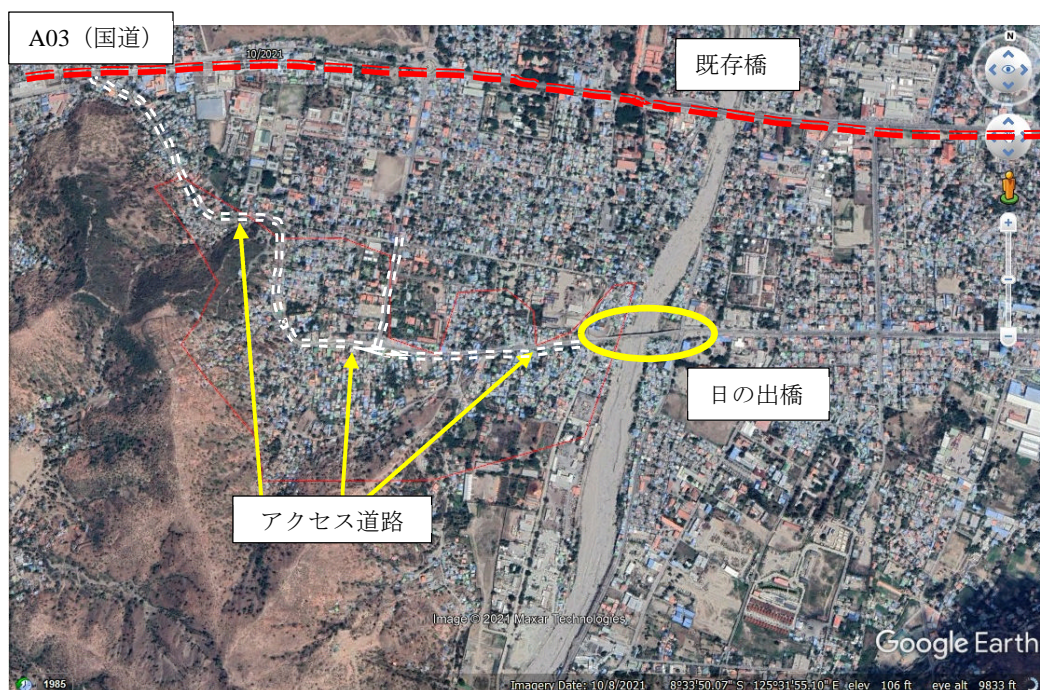 A03（国道）
10/2021
N
既存橋
日の出橋
アクセス道路
Image © 2021 Maxar Technologies
Google Earth
1985
Imagery Date: 10/8/2021 8°33'50.07" S 125°31'55.10" E elev 106 ft eye alt 9833 ft